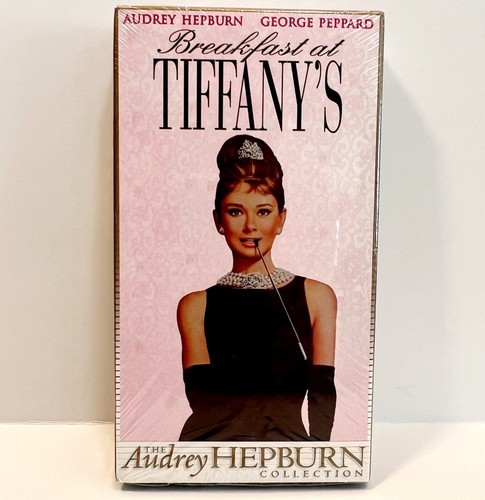 AUDREY HEPBURN GEORGE PEPPARD
Breakfast at
TIFFANY'S
THE
Audrey HEPBURN
COLLECTION